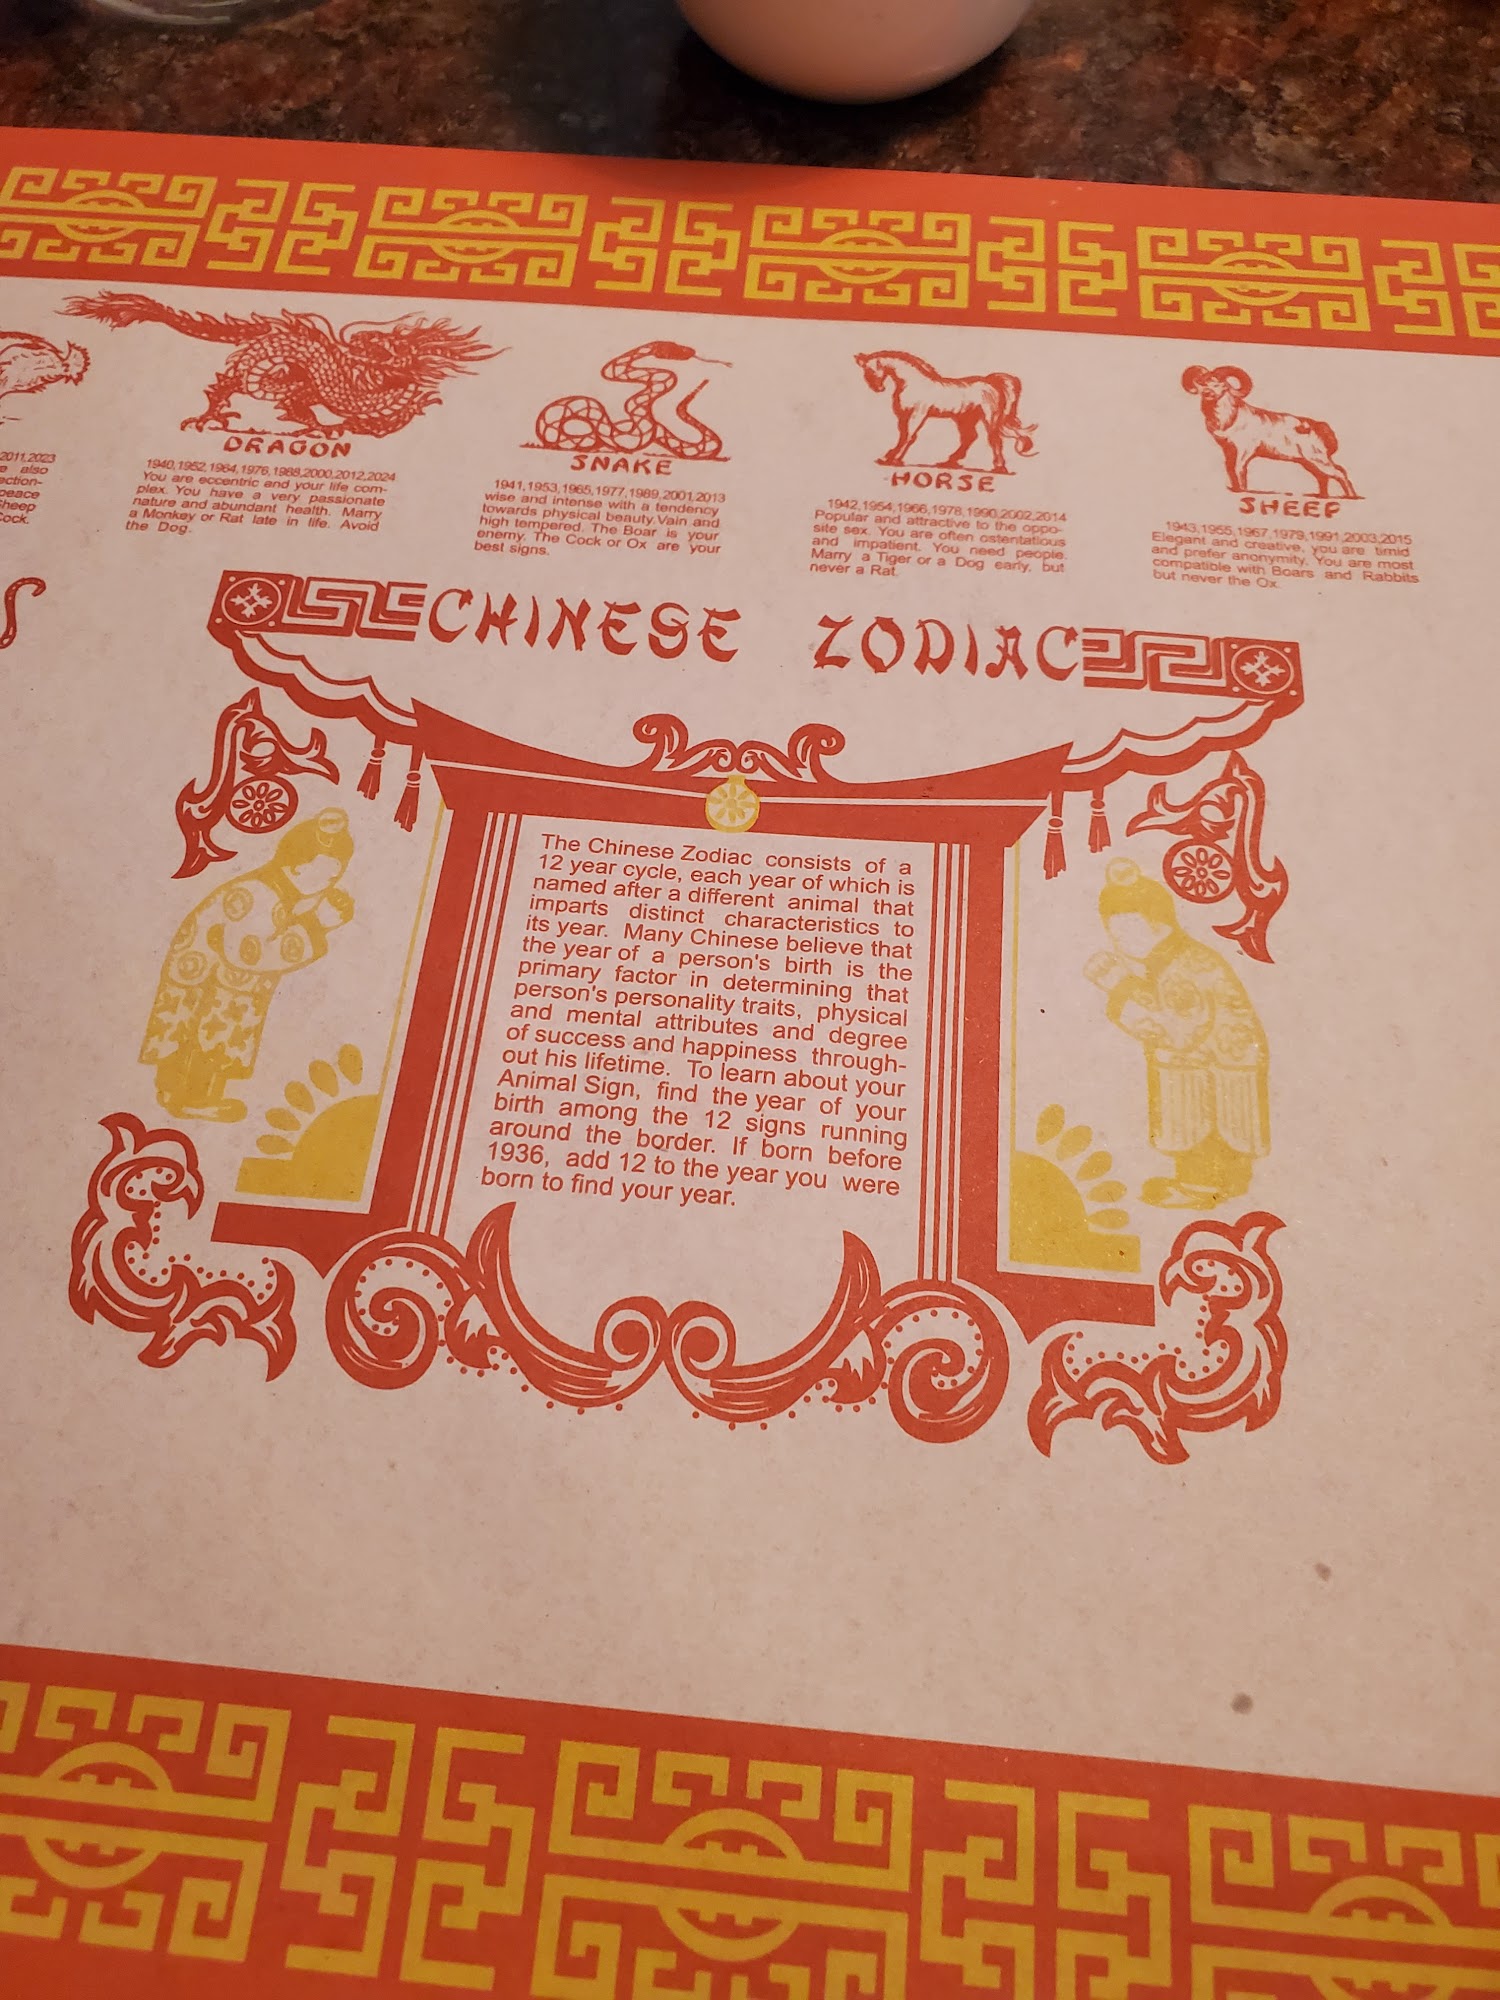 2011,2023
also
ction-
peace
Sheep
Cock.
DRAGON
1940,1952,1964,1976,1988,2000,2012,2024
You are eccentric and your life com-
plex. You have a very passionate
nature and abundant health. Marry
a Monkey or Rat late in life. Avoid
the Dog.
SNAKE
1941,1953,1965,1977,1989,2001,2013
wise and intense with a tendency
towards physical beauty.Vain and
high tempered. The Boar is your
enemy. The Cock or Ox are your
best signs.
HORSE
1942,1954,1966,1978,1990,2002,2014
Popular and attractive to the oppo-
site sex. You are often ostentatious
and impatient. You need people.
Marry a Tiger or a Dog early, but
never a Rat.
SHEEP
1943,1955,1967,1979,1991,2003,2015
Elegant and creative, you are timid
and prefer anonymity. You are most
compatible with Boars and Rabbits
but never the Ox.
CHINESE ZODIAC
The Chinese Zodiac consists of a
12 year cycle, each year of which is
named after a different animal that
imparts distinct characteristics to
its year. Many Chinese believe that
the year of a person's birth is the
primary factor in determining that
person's personality traits, physical
and mental attributes and degree
of success and happiness through-
out his lifetime. To learn about your
Animal Sign, find the year of your
birth among the 12 signs running
around the border. If born before
1936, add 12 to the year you were
born to find your year.